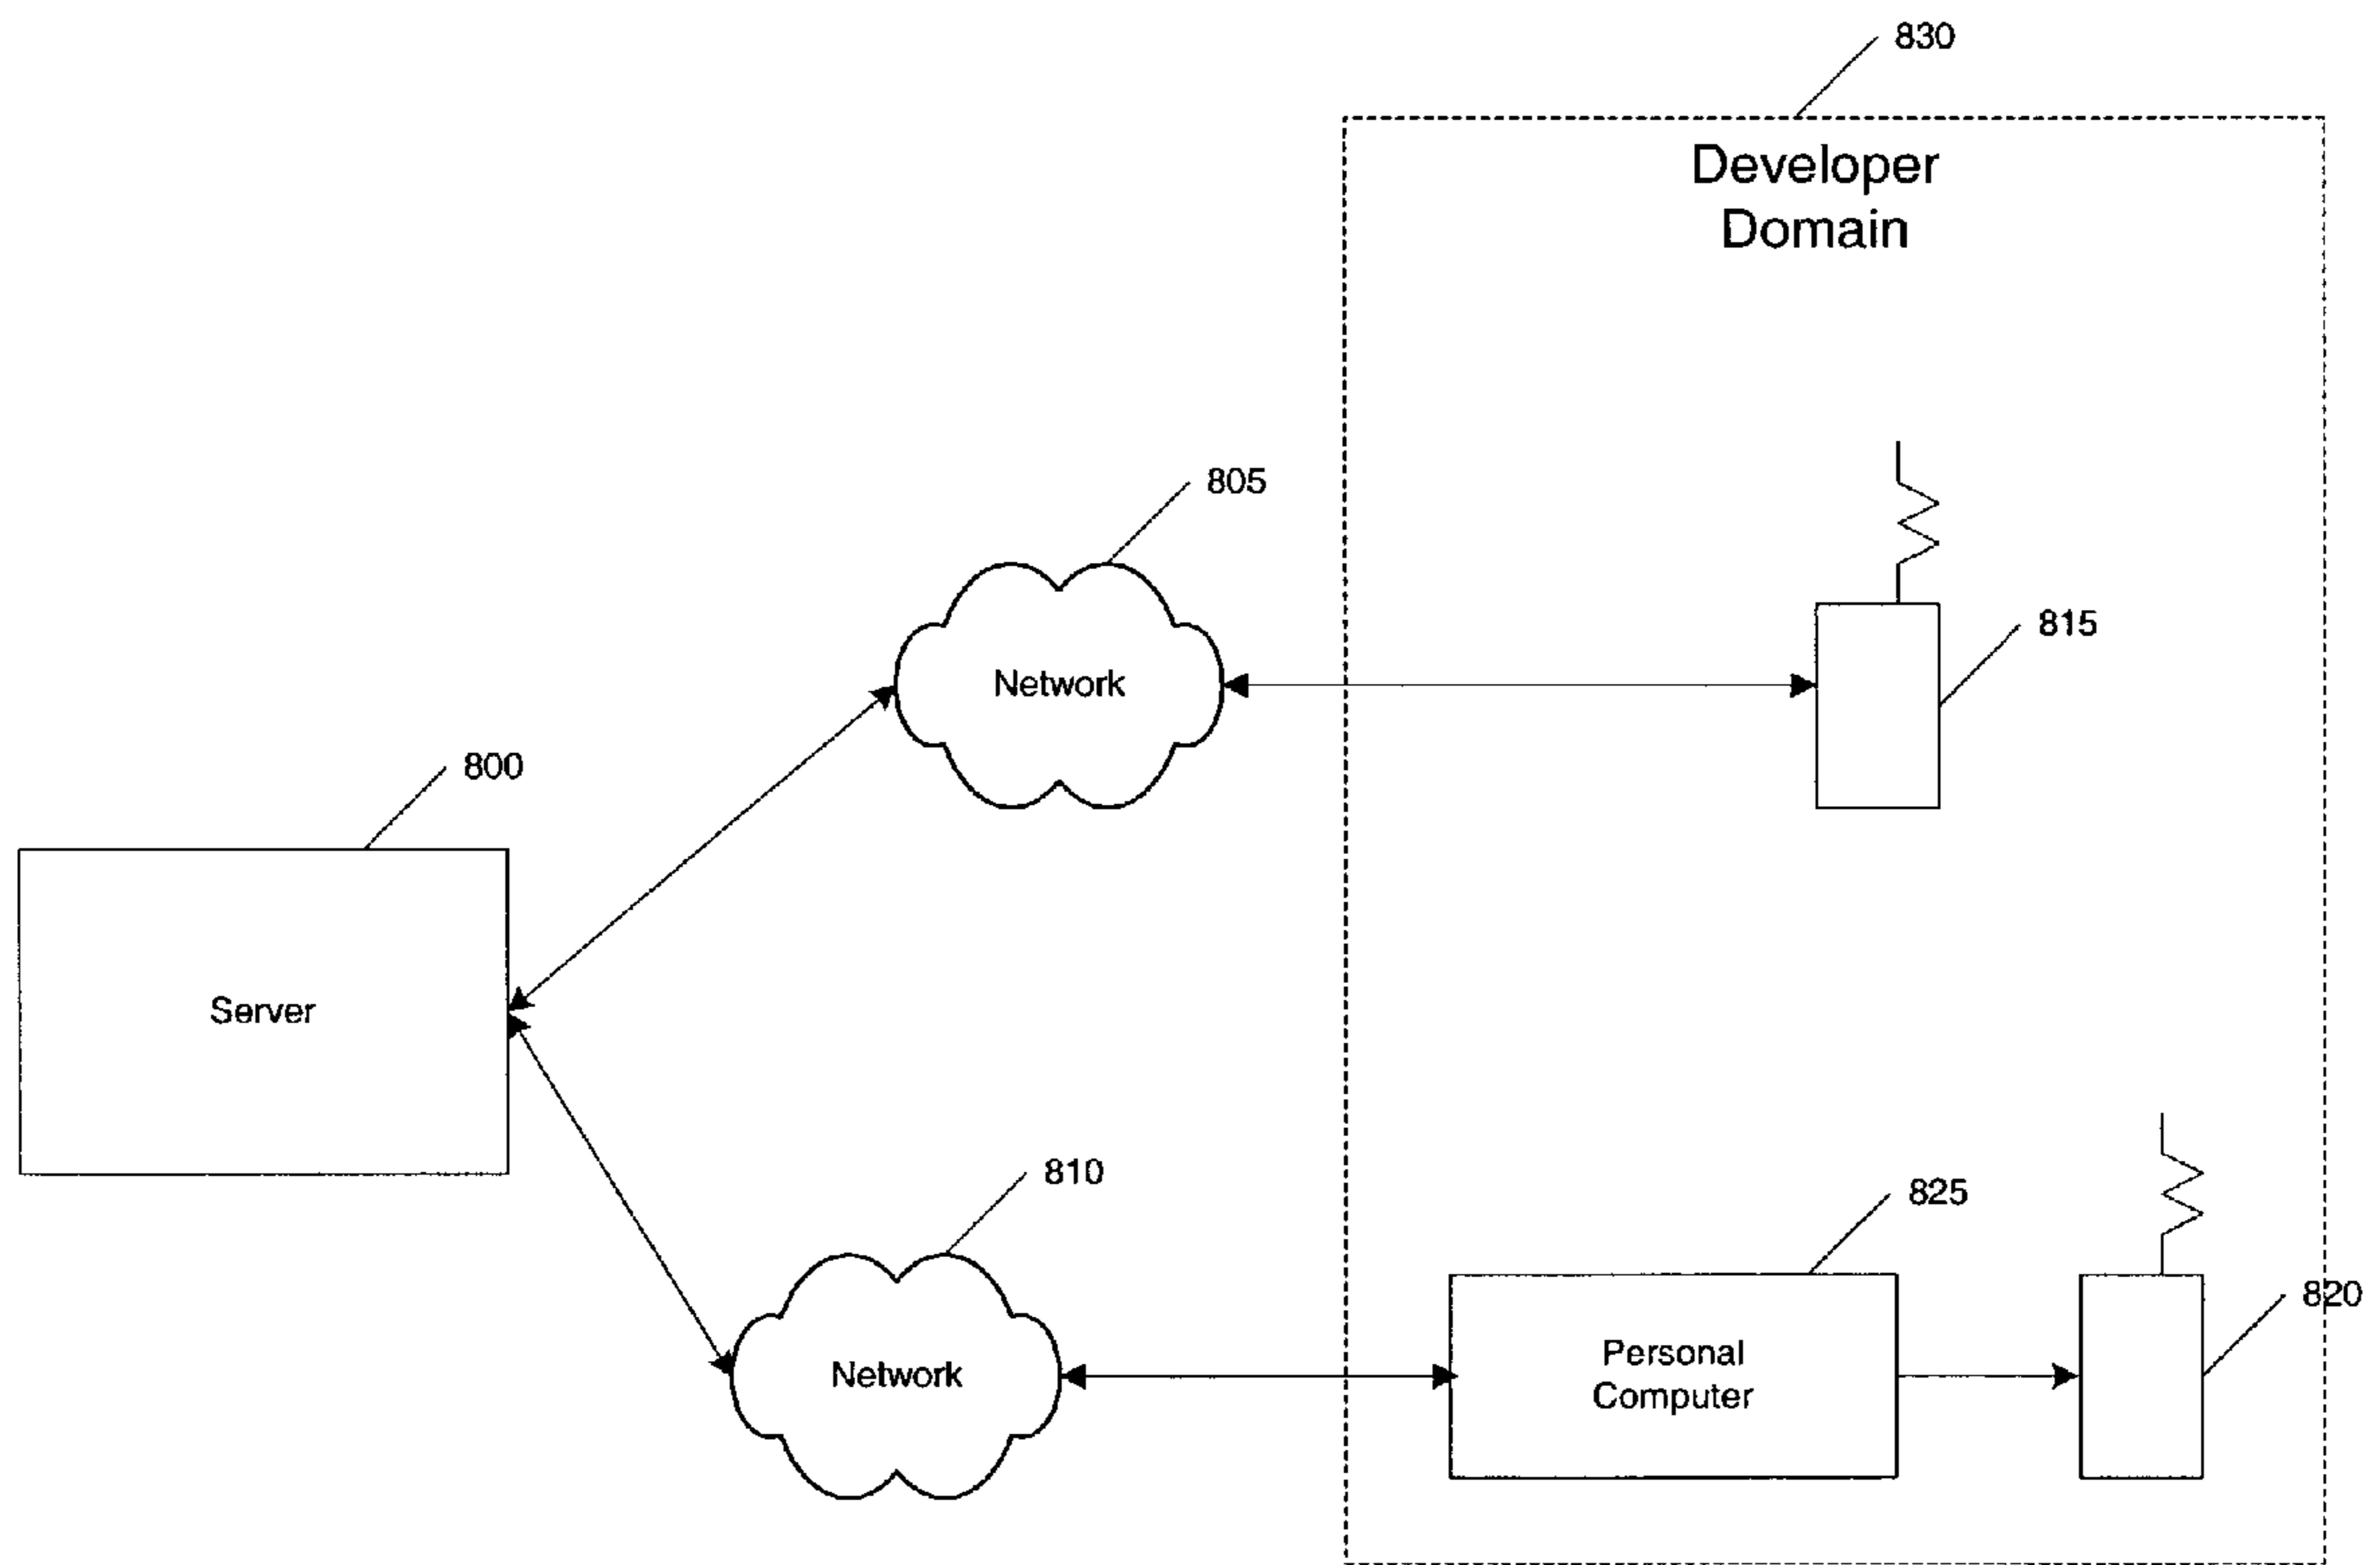 830
Developer
Domain
805
815
Network
800
Server
810
825
820
Personal
Computer
Network